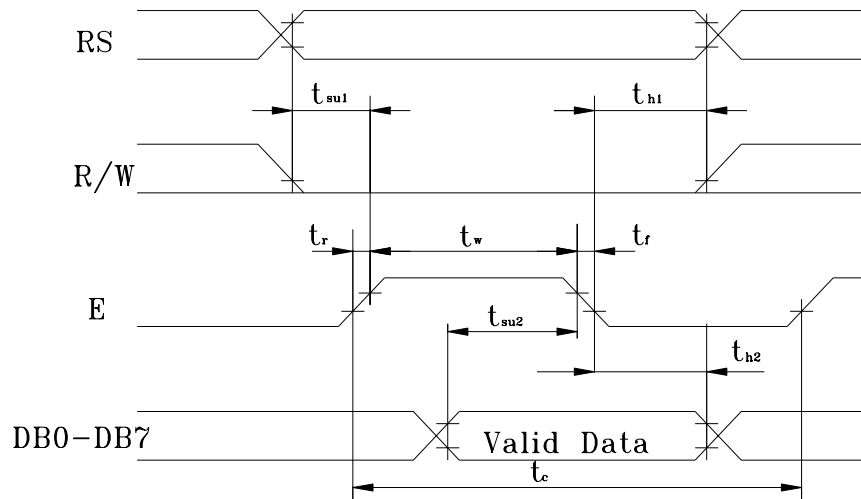 RS
tsu1
th1
R/W
tr
tw
tf
E
tsu2
th2
DB0-DB7
Valid Data
tc